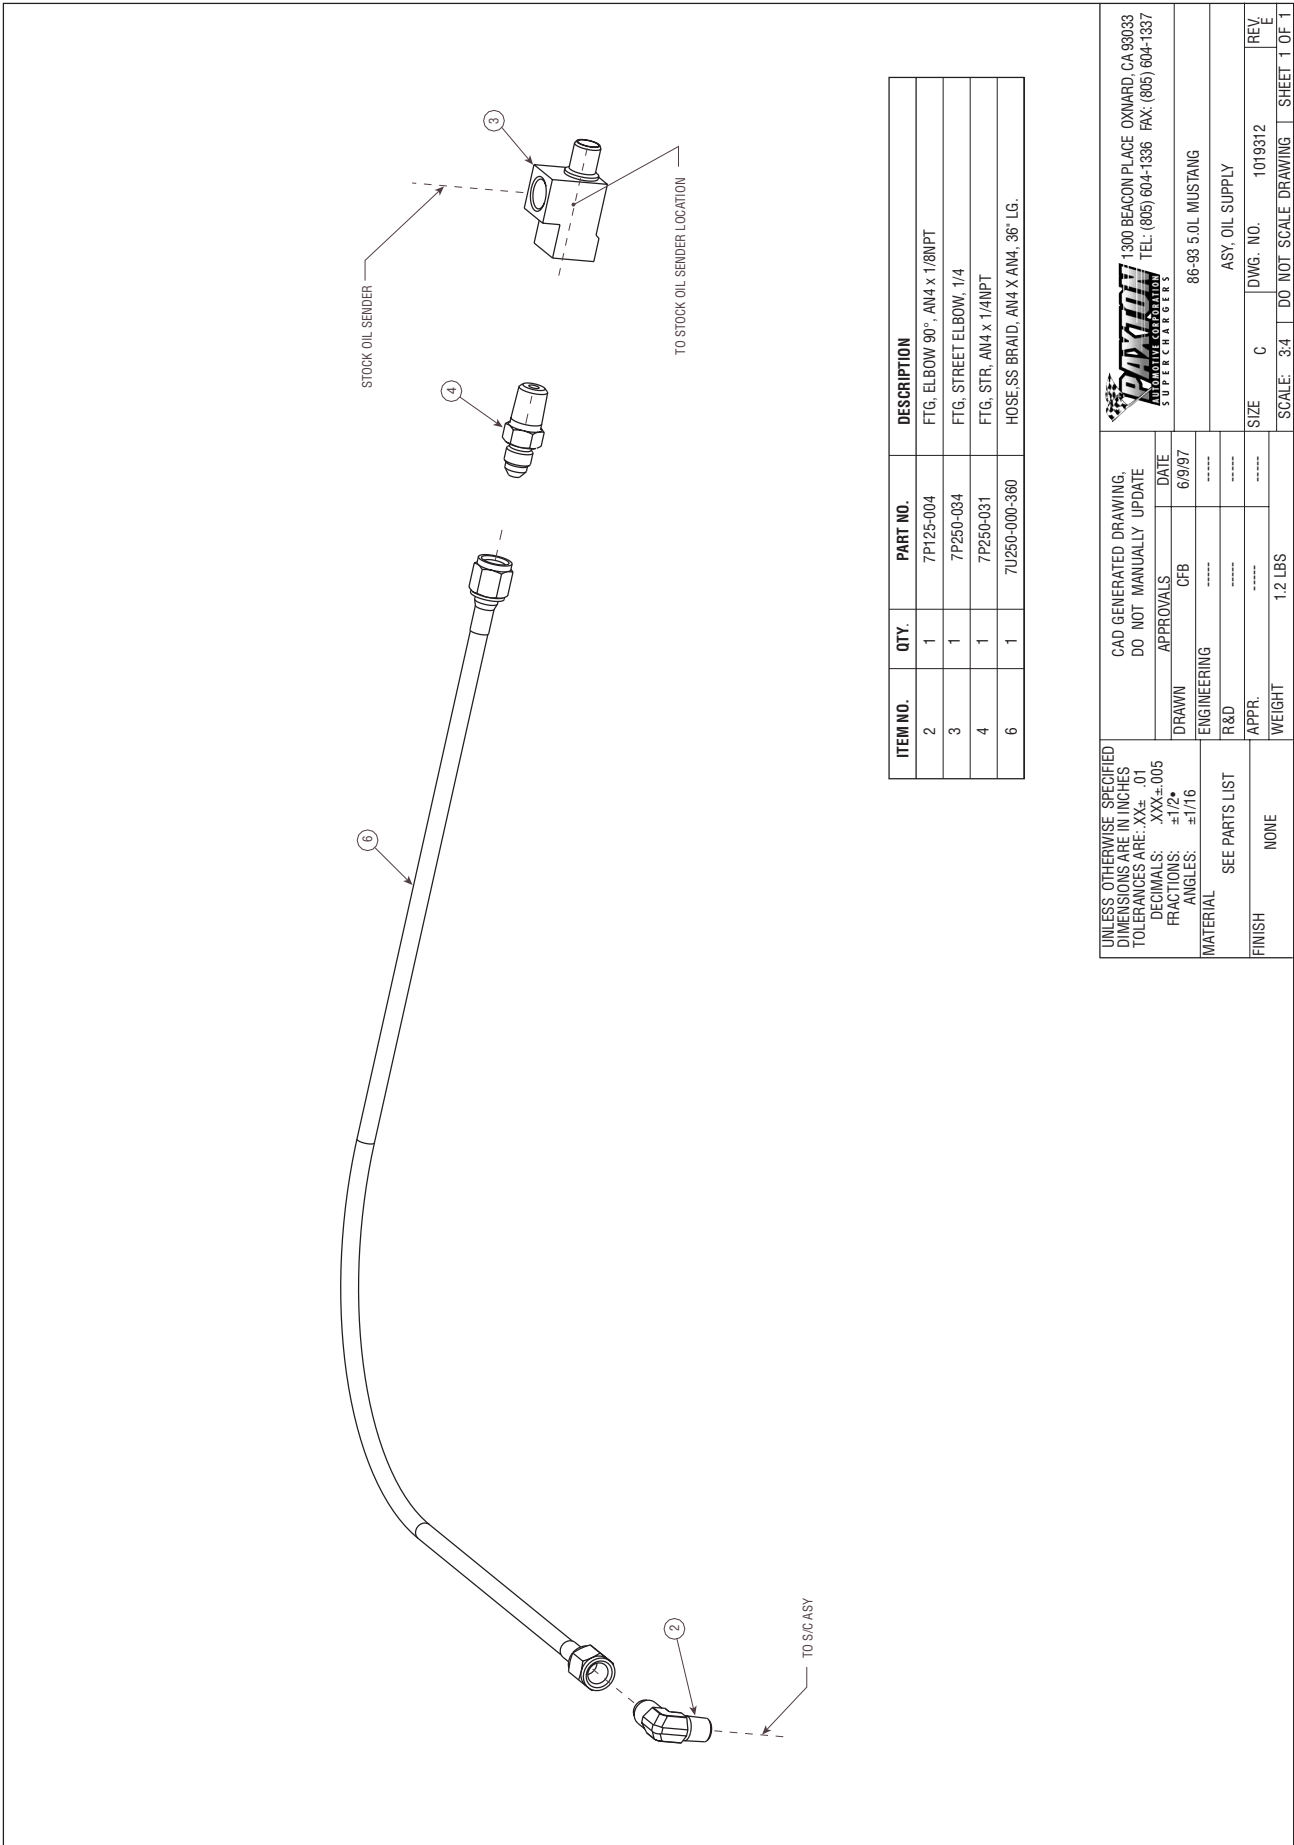 STOCK OIL SENDER
3
4
TO STOCK OIL SENDER LOCATION
6
2
TO S/C ASY
ITEM NO. QTY. PART NO. DESCRIPTION
2 1 7P125-004 FTG, ELBOW 90°, AN4 x 1/8NPT
3 1 7P250-034 FTG, STREET ELBOW, 1/4
4 1 7P250-031 FTG, STR, AN4 x 1/4NPT
6 1 7U250-000-360 HOSE,SS BRAID, AN4 X AN4, 36" LG.
UNLESS OTHERWISE SPECIFIED
DIMENSIONS ARE IN INCHES
TOLERANCES ARE:.XX± .01
DECIMALS: .XXX±.005
FRACTIONS: ±1/2•
ANGLES: ±1/16
MATERIAL
SEE PARTS LIST
FINISH
NONE
CAD GENERATED DRAWING,
DO NOT MANUALLY UPDATE
APPROVALS DATE
DRAWN CFB 6/9/97
ENGINEERING ----- -----
R&D ----- -----
APPR. ----- -----
WEIGHT 1.2 LBS
PAXTON
AUTOMOTIVE CORPORATION
SUPERCHARGERS
1300 BEACON PLACE OXNARD, CA 93033
TEL: (805) 604-1336 FAX: (805) 604-1337
86-93 5.0L MUSTANG
ASY, OIL SUPPLY
SIZE C DWG. NO. 1019312 REV. E
SCALE: 3:4 DO NOT SCALE DRAWING SHEET 1 OF 1